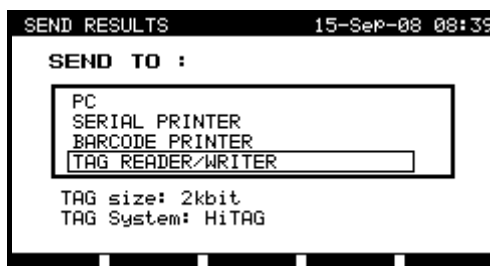 SEND RESULTS 15-Sep-08 08:39
SEND TO :
PC
SERIAL PRINTER
BARCODE PRINTER
TAG READER/WRITER
TAG size: 2kbit
TAG System: HiTAG